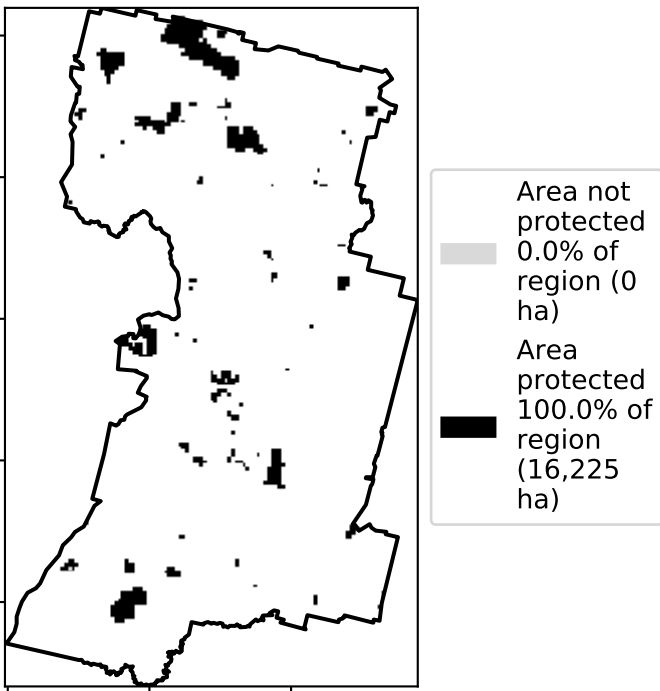 Area not
protected
0.0% of
region (0
ha)
Area
protected
100.0% of
region
(16,225
ha)